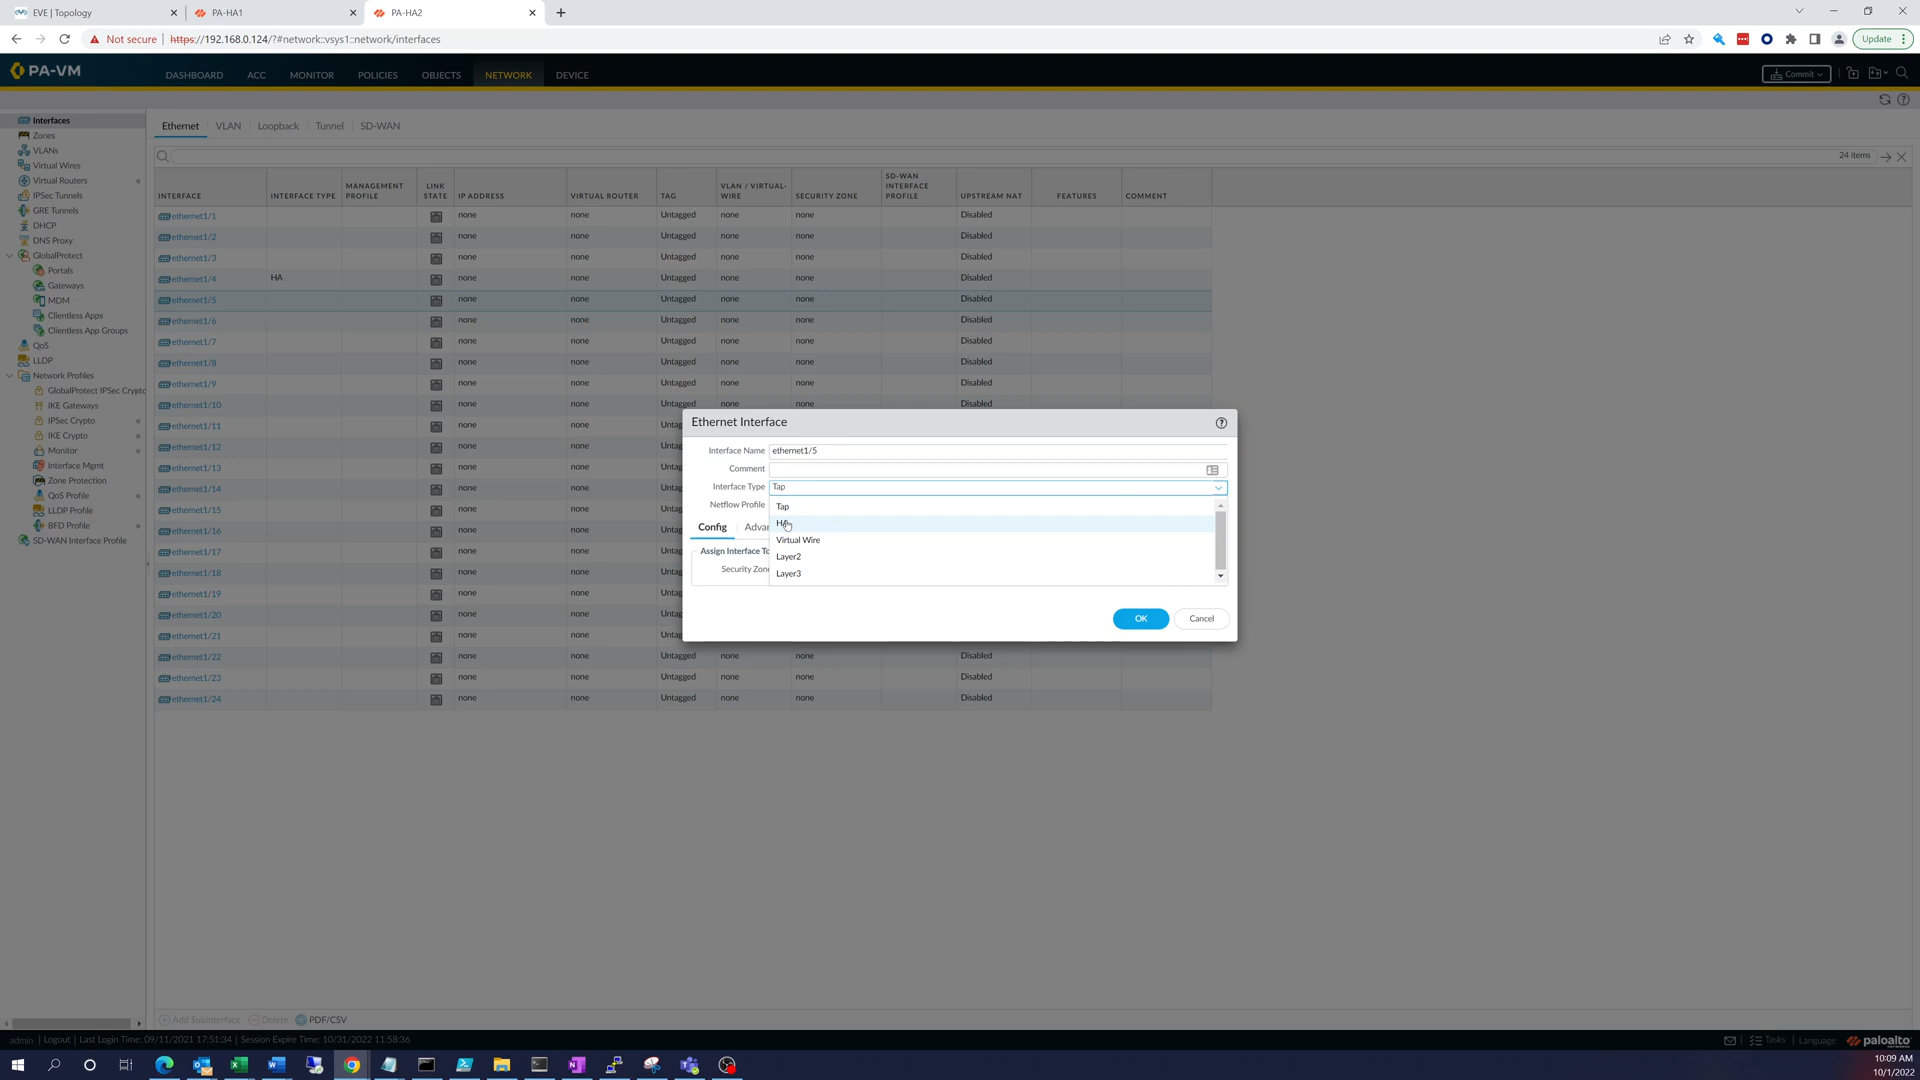 EVE | Topology
PA-HA1
PA-HA2
Not secure
https://192.168.0.124/?#network::vsys1::network/interfaces
Update
PA-VM
DASHBOARD ACC MONITOR POLICIES OBJECTS NETWORK DEVICE
Commit
Interfaces
Zones
VLANs
Virtual Wires
Virtual Routers
IPSec Tunnels
GRE Tunnels
DHCP
DNS Proxy
GlobalProtect
Portals
Gateways
MDM
Clientless Apps
Clientless App Groups
QoS
LLDP
Network Profiles
GlobalProtect IPSec Crypto
IKE Gateways
IPSec Crypto
IKE Crypto
Monitor
Interface Mgmt
Zone Protection
QoS Profile
LLDP Profile
BFD Profile
SD-WAN Interface Profile
Ethernet VLAN Loopback Tunnel SD-WAN
24 items
INTERFACE INTERFACE TYPE MANAGEMENT PROFILE LINK STATE IP ADDRESS VIRTUAL ROUTER TAG VLAN / VIRTUAL-WIRE SECURITY ZONE SD-WAN INTERFACE PROFILE UPSTREAM NAT FEATURES COMMENT
ethernet1/1 none none Untagged none none Disabled
ethernet1/2 none none Untagged none none Disabled
ethernet1/3 none none Untagged none none Disabled
ethernet1/4 HA none none Untagged none none Disabled
ethernet1/5 none none Untagged none none Disabled
ethernet1/6 none none Untagged none none Disabled
ethernet1/7 none none Untagged none none Disabled
ethernet1/8 none none Untagged none none Disabled
ethernet1/9 none none Untagged none none Disabled
ethernet1/10 none none Untagged none none Disabled
ethernet1/11 none none Untag
ethernet1/12 none none Untag
ethernet1/13 none none Untag
ethernet1/14 none none Untag
ethernet1/15 none none Untag
ethernet1/16 none none Untag
ethernet1/17 none none Untag
ethernet1/18 none none Untag
ethernet1/19 none none Untag
ethernet1/20 none none Untag
ethernet1/21 none none Untag
ethernet1/22 none none Untagged none none Disabled
ethernet1/23 none none Untagged none none Disabled
ethernet1/24 none none Untagged none none Disabled
Ethernet Interface
Interface Name ethernet1/5
Comment
Interface Type Tap
Netflow Profile
Tap
HA
Virtual Wire
Layer2
Layer3
Config Advan
Assign Interface To
Security Zone
OK Cancel
Add Subinterface Delete PDF/CSV
admin | Logout | Last Login Time: 09/11/2021 17:51:34 | Session Expire Time: 10/31/2022 11:58:36
Tasks | Language
paloalto
10:09 AM
10/1/2022